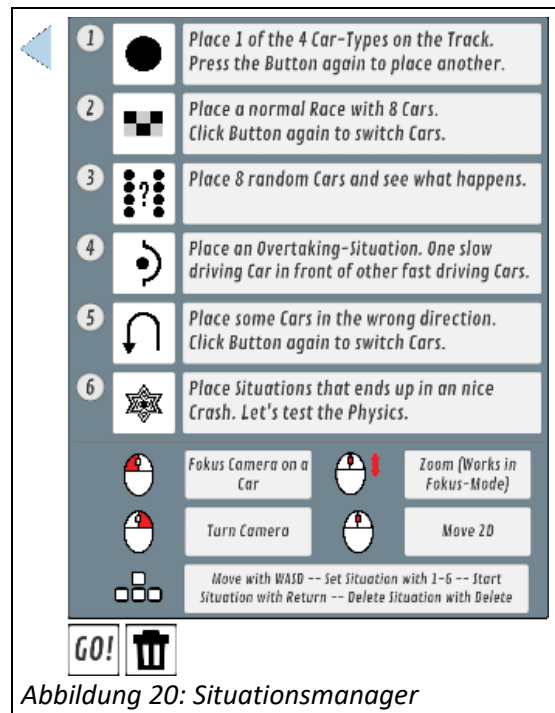 1
Place 1 of the 4 Car-Types on the Track.
Press the Button again to place another.
2
Place a normal Race with 8 Cars.
Click Button again to switch Cars.
3
?
Place 8 random Cars and see what happens.
4
Place an Overtaking-Situation. One slow
driving Car in front of other fast driving Cars.
5
Place some Cars in the wrong direction.
Click Button again to switch Cars.
6
Place Situations that ends up in an nice
Crash. Let's test the Physics.
Fokus Camera on a
Car
Zoom (Works in
Fokus-Mode)
Turn Camera
Move 2D
Move with WASD -- Set Situation with 1-6 -- Start
Situation with Return -- Delete Situation with Delete
GO!
Abbildung 20: Situationsmanager